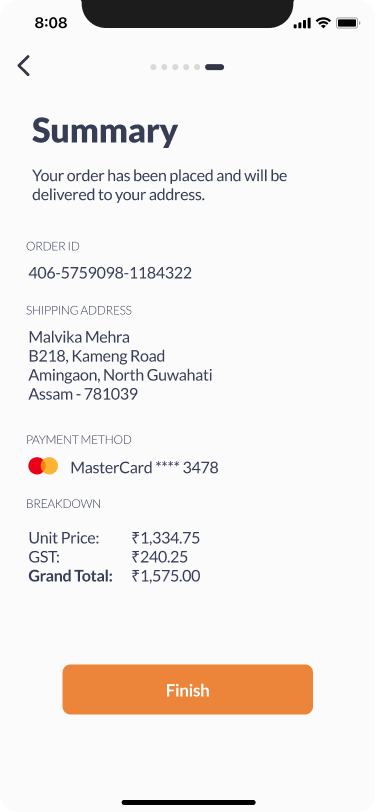 8:08
Summary
Your order has been placed and will be
delivered to your address.
ORDER ID
406-5759098-1184322
SHIPPING ADDRESS
Malvika Mehra
B218, Kameng Road
Amingaon, North Guwahati
Assam - 781039
PAYMENT METHOD
MasterCard **** 3478
BREAKDOWN
Unit Price: ₹1,334.75
GST: ₹240.25
Grand Total: ₹1,575.00
Finish